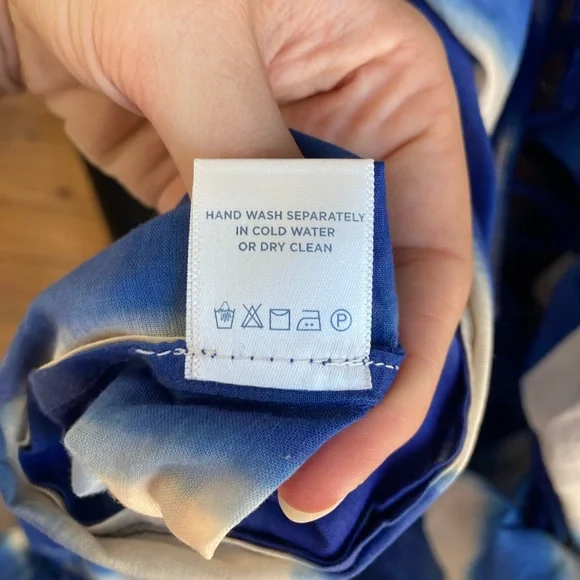 HAND WASH SEPARATELY
IN COLD WATER
OR DRY CLEAN
P